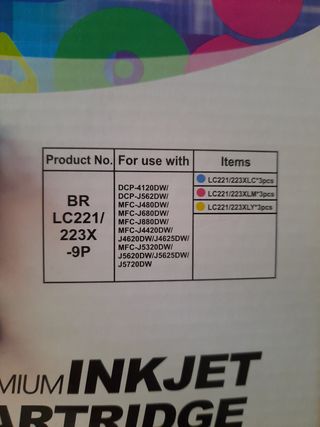 Product No.
For use with
Items
BR
LC221/
223X
-9P
DCP-4120DW/
DCP-J562DW/
MFC-J480DW/
MFC-J680DW/
MFC-J880DW/
MFC-J4420DW/
J4620DW/J4625DW/
MFC-J5320DW/
J5620DW/J5625DW/
J5720DW
LC221/223XLC*3pcs
LC221/223XLM*3pcs
LC221/223XLY*3pcs
MIUM INKJET
ARTRIDGE